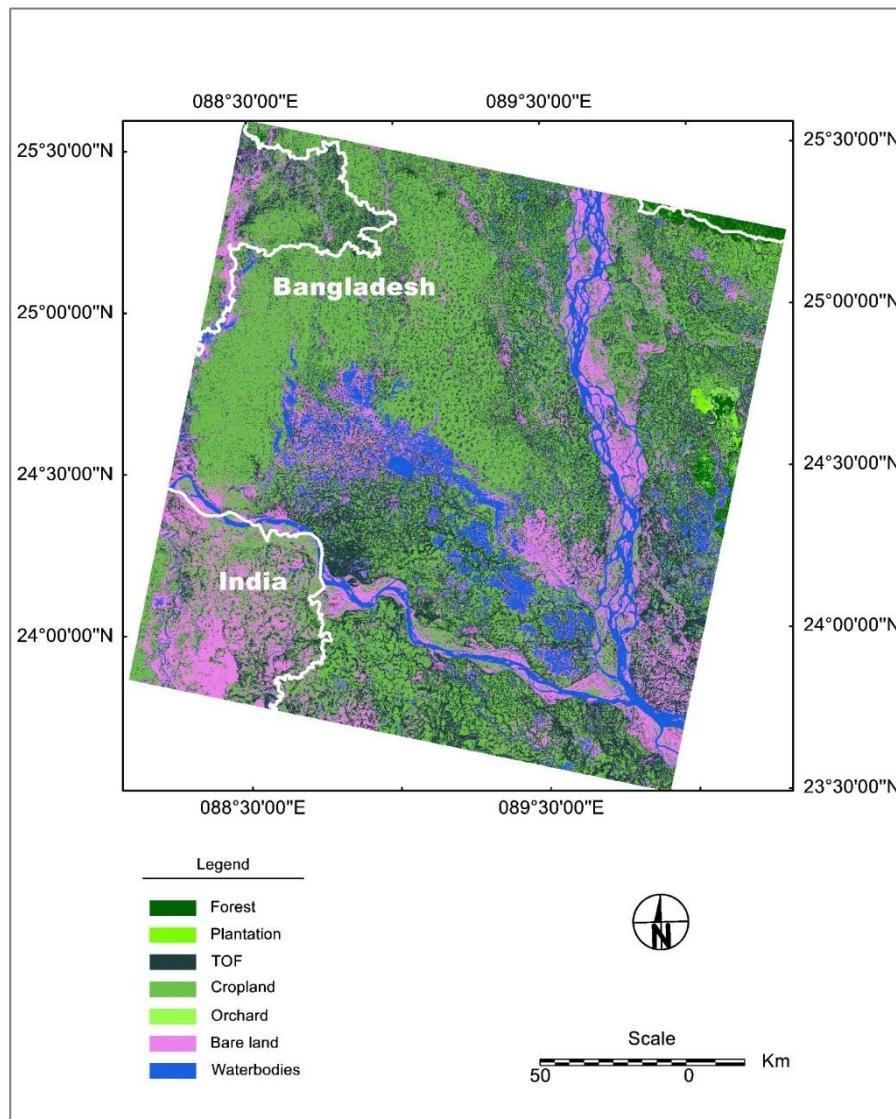 088°30'00"E 089°30'00"E
25°30'00"N 25°30'00"N
Bangladesh
25°00'00"N 25°00'00"N
24°30'00"N 24°30'00"N
India
24°00'00"N 24°00'00"N
23°30'00"N
088°30'00"E 089°30'00"E
Legend
Forest
Plantation
TOF
Cropland
Orchard
Bare land
Waterbodies
N
Scale
Km
50 0